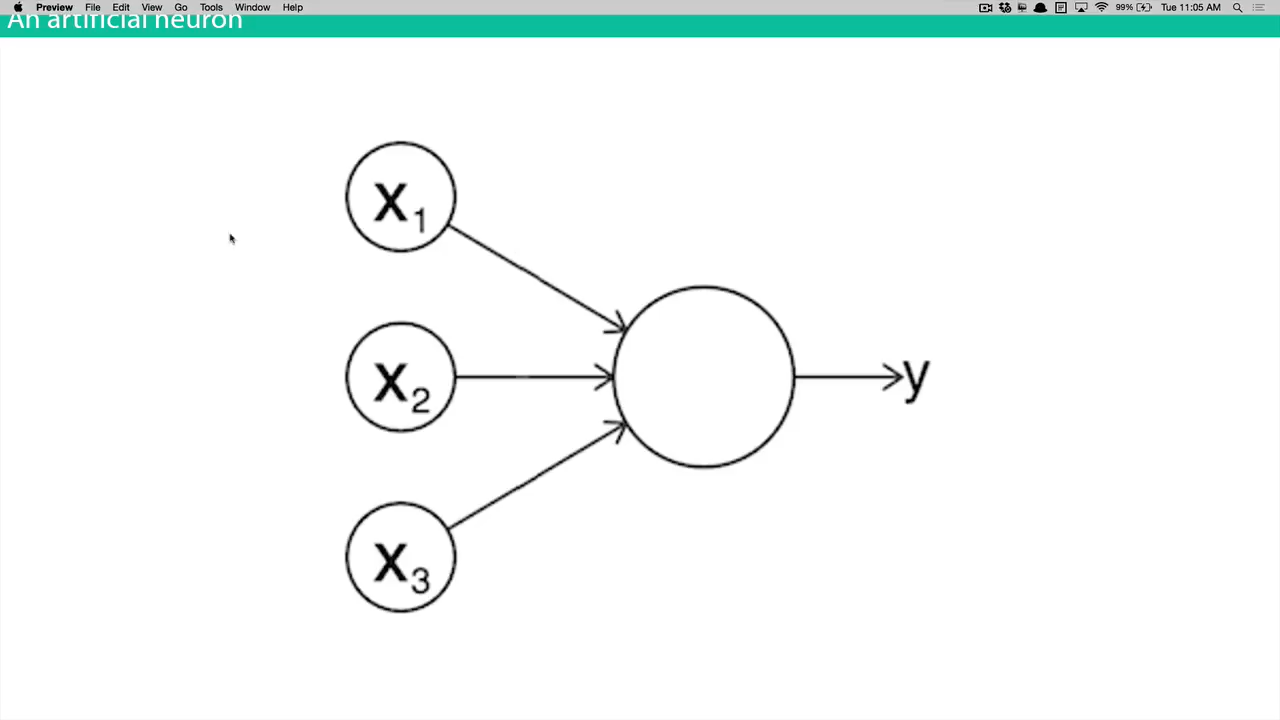 Preview File Edit View Go Tools Window Help 99% Tue 11:05 AM
An artificial neuron
x1
x2
y
x3